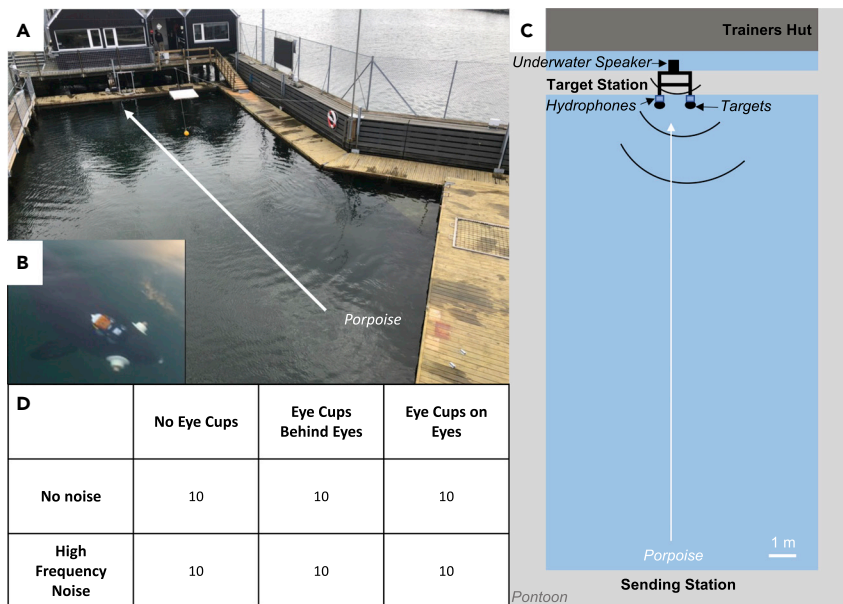 A
Porpoise
B
C
Trainers Hut
Underwater Speaker
Target Station
Hydrophones
Targets
Porpoise
1 m
Sending Station
Pontoon
D
No Eye Cups
Eye Cups
Behind Eyes
Eye Cups on
Eyes
No noise
10
10
10
High
Frequency
Noise
10
10
10